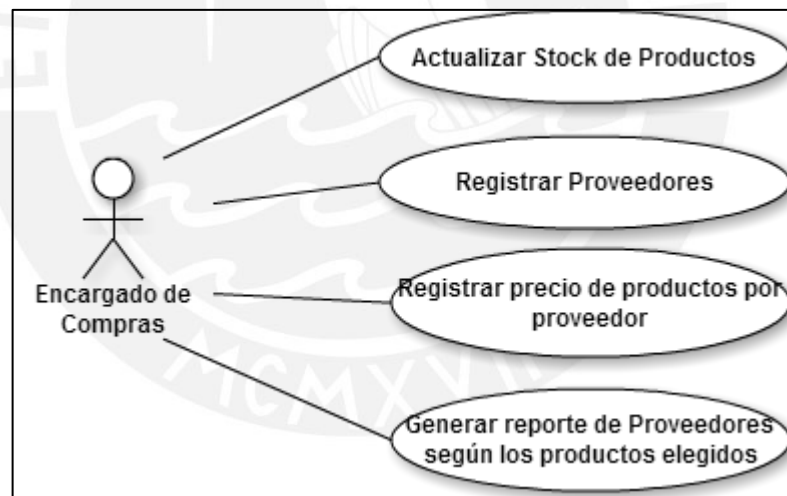 Actualizar Stock de Productos
Registrar Proveedores
Encargado de
Compras
Registrar precio de productos por
proveedor
Generar reporte de Proveedores
según los productos elegidos
MCMXVII